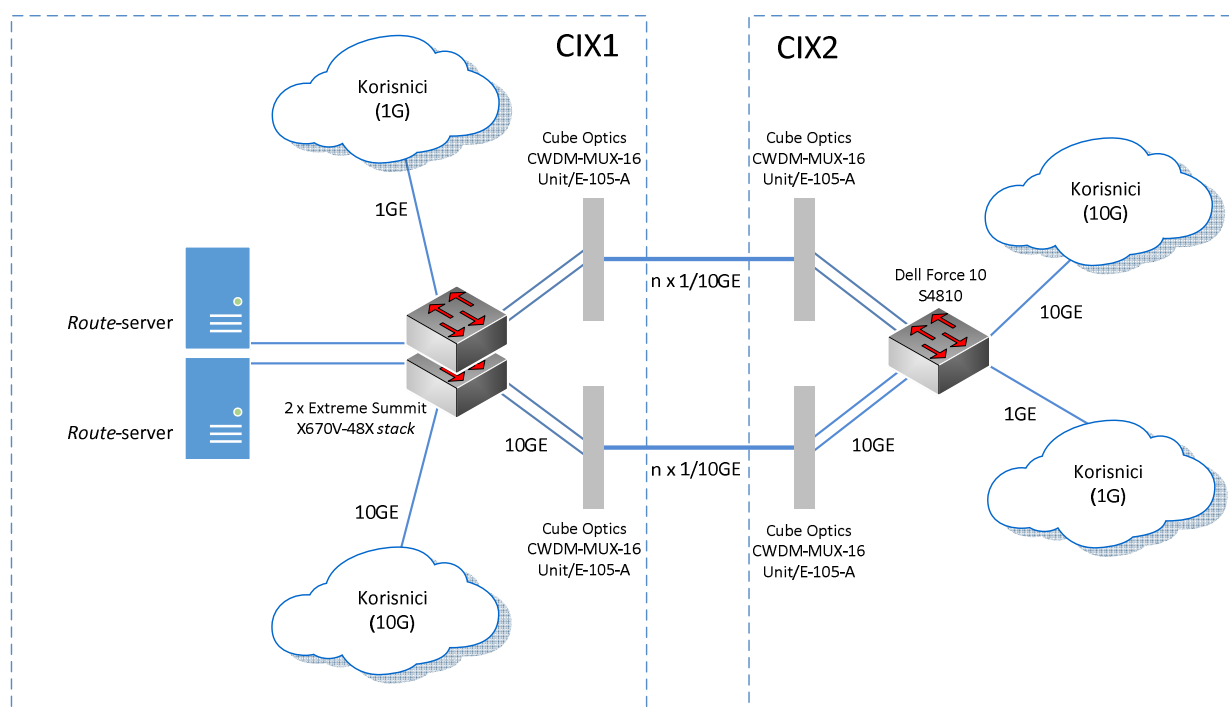 CIX1
CIX2
Korisnici
(1G)
Cube Optics
CWDM-MUX-16
Unit/E-105-A
Cube Optics
CWDM-MUX-16
Unit/E-105-A
Korisnici
(10G)
1GE
n x 1/10GE
Dell Force 10
S4810
10GE
Route-server
2 x Extreme Summit
X670V-48X stack
Route-server
10GE
n x 1/10GE
10GE
1GE
Korisnici
(1G)
10GE
Cube Optics
CWDM-MUX-16
Unit/E-105-A
Cube Optics
CWDM-MUX-16
Unit/E-105-A
Korisnici
(10G)